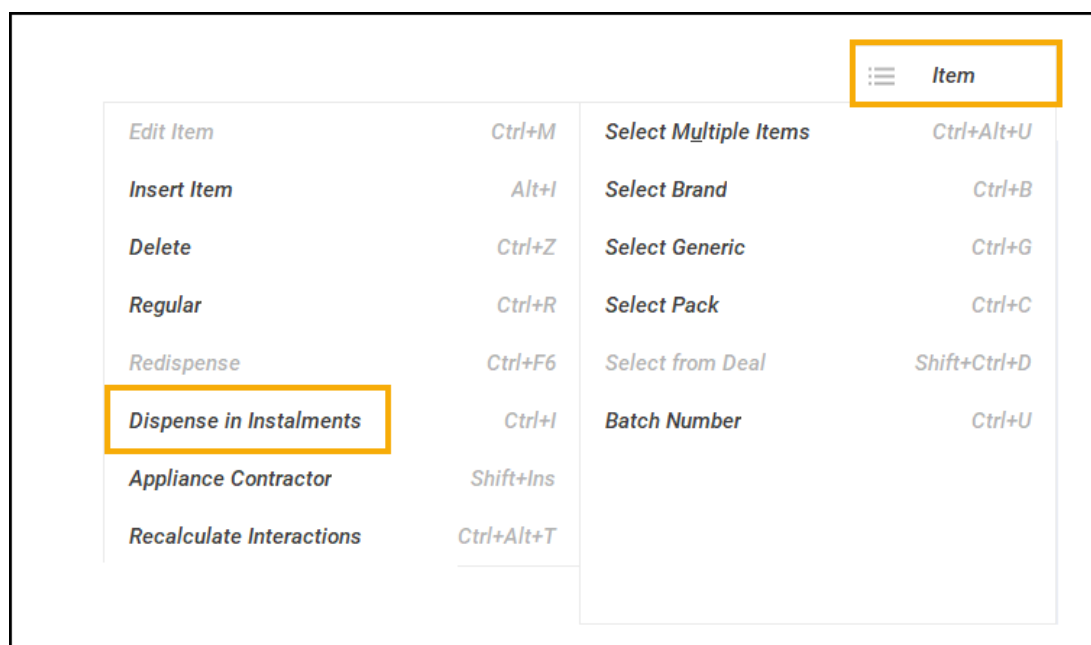 Item
Edit Item Ctrl+M
Insert Item Alt+I
Delete Ctrl+Z
Regular Ctrl+R
Redispense Ctrl+F6
Dispense in Instalments Ctrl+I
Appliance Contractor Shift+Ins
Recalculate Interactions Ctrl+Alt+T
Select Multiple Items Ctrl+Alt+U
Select Brand Ctrl+B
Select Generic Ctrl+G
Select Pack Ctrl+C
Select from Deal Shift+Ctrl+D
Batch Number Ctrl+U